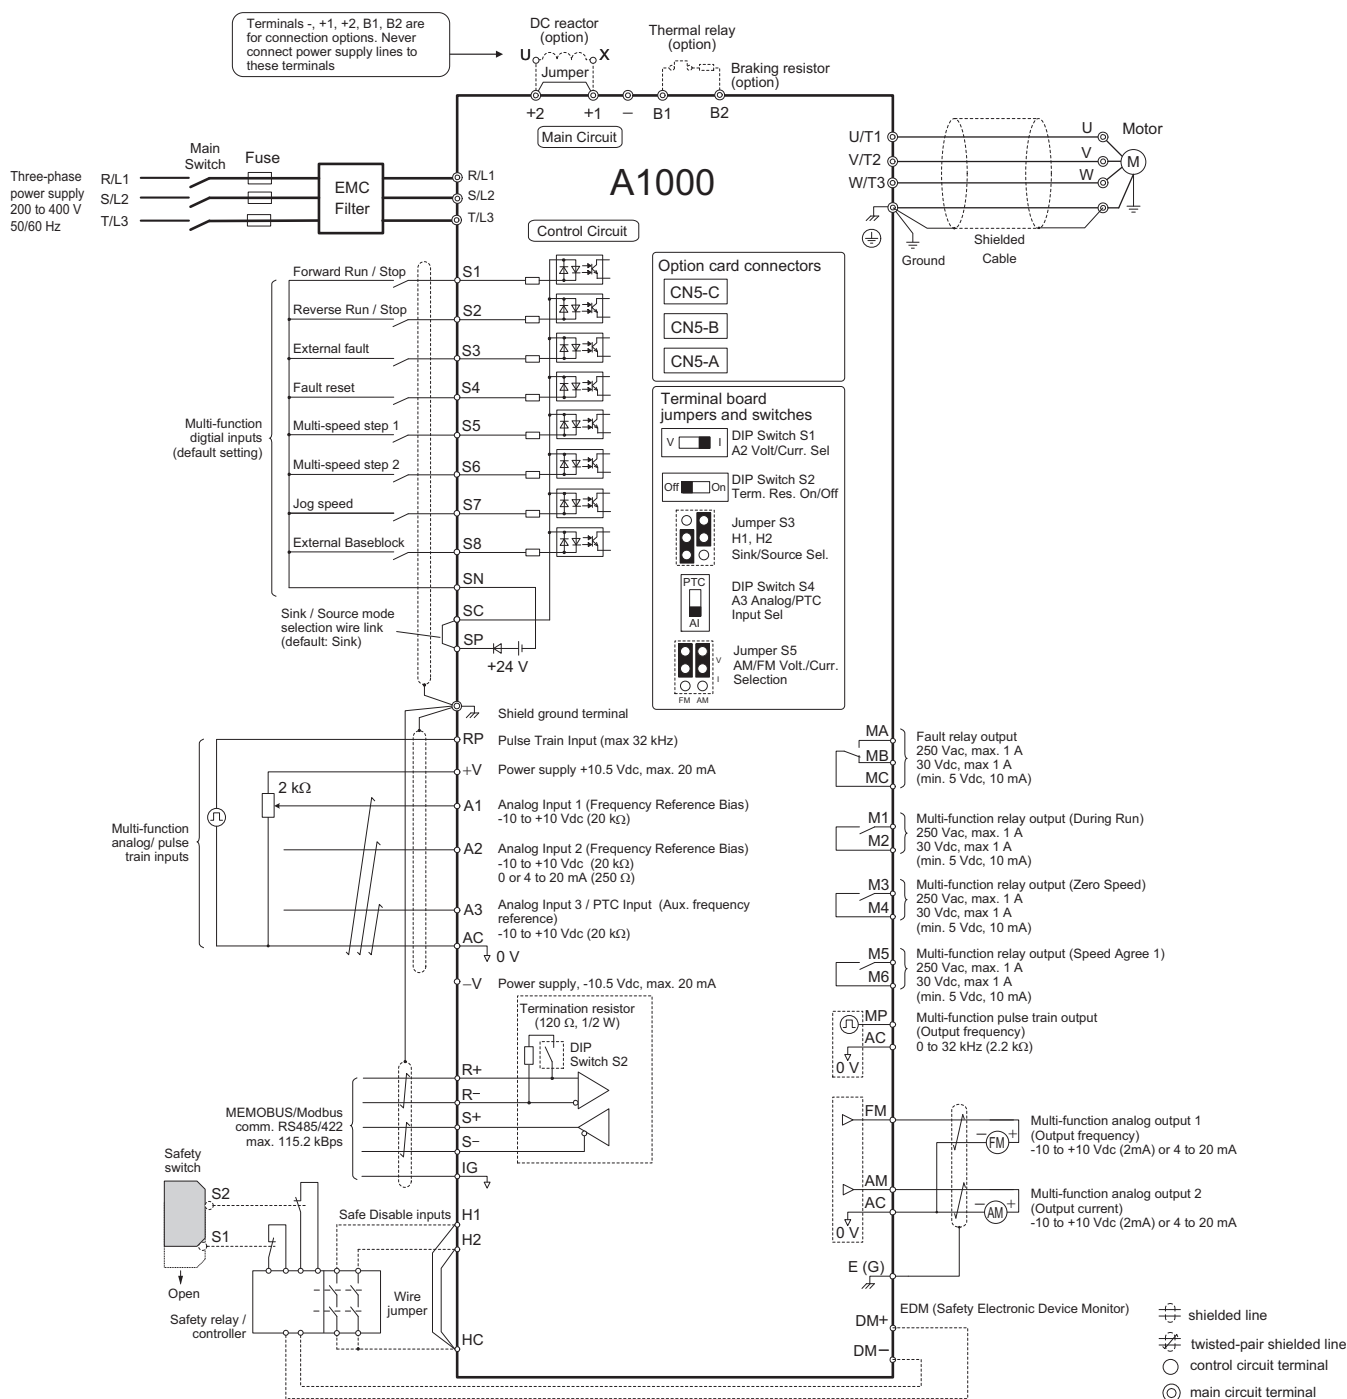 Terminals -, +1, +2, B1, B2 are
for connection options. Never
connect power supply lines to
these terminals
DC reactor
(option)
U
X
Jumper
Thermal relay
(option)
Braking resistor
(option)
+2
+1
–
B1
B2
Main Circuit
A1000
Three-phase
power supply
200 to 400 V
50/60 Hz
R/L1
S/L2
T/L3
Main
Switch
Fuse
EMC
Filter
R/L1
S/L2
T/L3
U/T1
V/T2
W/T3
U
V
W
Motor
M
Ground
Shielded
Cable
Control Circuit
Multi-function
digtial inputs
(default setting)
Forward Run / Stop
S1
Reverse Run / Stop
S2
External fault
S3
Fault reset
S4
Multi-speed step 1
S5
Multi-speed step 2
S6
Jog speed
S7
External Baseblock
S8
SN
SC
SP
+24 V
Sink / Source mode
selection wire link
(default: Sink)
Option card connectors
CN5-C
CN5-B
CN5-A
Terminal board
jumpers and switches
V
I
DIP Switch S1
A2 Volt/Curr. Sel
Off
On
DIP Switch S2
Term. Res. On/Off
Jumper S3
H1, H2
Sink/Source Sel.
PTC
AI
DIP Switch S4
A3 Analog/PTC
Input Sel
V
I
FM AM
Jumper S5
AM/FM Volt./Curr.
Selection
Shield ground terminal
Multi-function
analog/ pulse
train inputs
2 kΩ
RP
Pulse Train Input (max 32 kHz)
+V
Power supply +10.5 Vdc, max. 20 mA
A1
Analog Input 1 (Frequency Reference Bias)
-10 to +10 Vdc (20 kΩ)
A2
Analog Input 2 (Frequency Reference Bias)
-10 to +10 Vdc (20 kΩ)
0 or 4 to 20 mA (250 Ω)
A3
Analog Input 3 / PTC Input (Aux. frequency
reference)
-10 to +10 Vdc (20 kΩ)
AC
0 V
–V
Power supply, -10.5 Vdc, max. 20 mA
Termination resistor
(120 Ω, 1/2 W)
DIP
Switch S2
MEMOBUS/Modbus
comm. RS485/422
max. 115.2 kBps
R+
R–
S+
S–
IG
Safety
switch
S2
S1
Open
Safety relay /
controller
Safe Disable inputs
H1
H2
Wire
jumper
HC
MA
MB
MC
Fault relay output
250 Vac, max. 1 A
30 Vdc, max 1 A
(min. 5 Vdc, 10 mA)
M1
M2
Multi-function relay output (During Run)
250 Vac, max. 1 A
30 Vdc, max 1 A
(min. 5 Vdc, 10 mA)
M3
M4
Multi-function relay output (Zero Speed)
250 Vac, max. 1 A
30 Vdc, max 1 A
(min. 5 Vdc, 10 mA)
M5
M6
Multi-function relay output (Speed Agree 1)
250 Vac, max. 1 A
30 Vdc, max 1 A
(min. 5 Vdc, 10 mA)
MP
AC
0 V
Multi-function pulse train output
(Output frequency)
0 to 32 kHz (2.2 kΩ)
FM
– FM +
Multi-function analog output 1
(Output frequency)
-10 to +10 Vdc (2mA) or 4 to 20 mA
AM
AC
0 V
– AM +
Multi-function analog output 2
(Output current)
-10 to +10 Vdc (2mA) or 4 to 20 mA
E (G)
EDM (Safety Electronic Device Monitor)
DM+
DM–
shielded line
twisted-pair shielded line
control circuit terminal
main circuit terminal